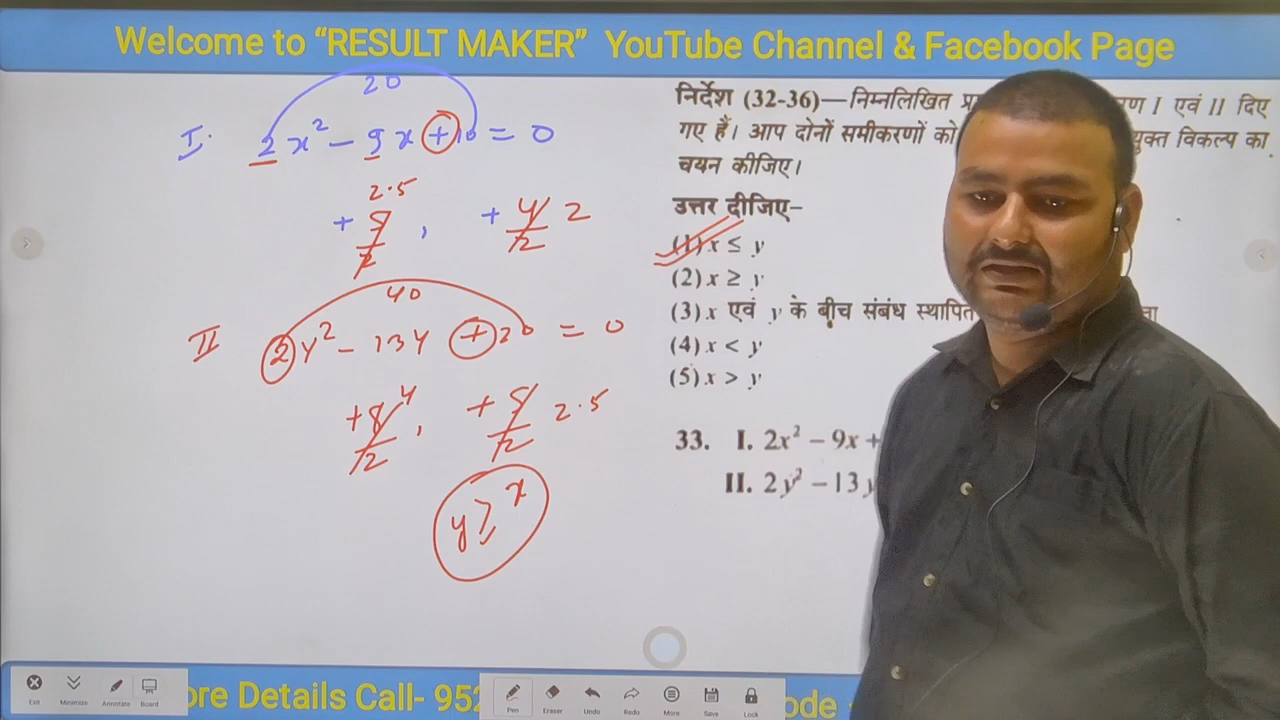 Welcome to “RESULT MAKER” YouTube Channel & Facebook Page
20
I. 2x² - 9x + 10 = 0
2.5
+ 5/2 , + 4/2 2
40
II 2y² - 13y + 20 = 0
+ 8/2 4 , + 5/2 2.5
y ≥ x
निर्देश (32-36)—निम्नलिखित प्र ण I एवं II दिए
गए हैं। आप दोनों समीकरणों को युक्त विकल्प का
चयन कीजिए।
उत्तर दीजिए-
(1) x ≤ y
(2) x ≥ y
(3) x एवं y के बीच संबंध स्थापित
(4) x < y
(5) x > y
33. I. 2x² − 9x +
II. 2y² − 13y
ore Details Call- 952 ode
Exit Minimize Annotate Board Pen Eraser Undo Redo More Save Lock